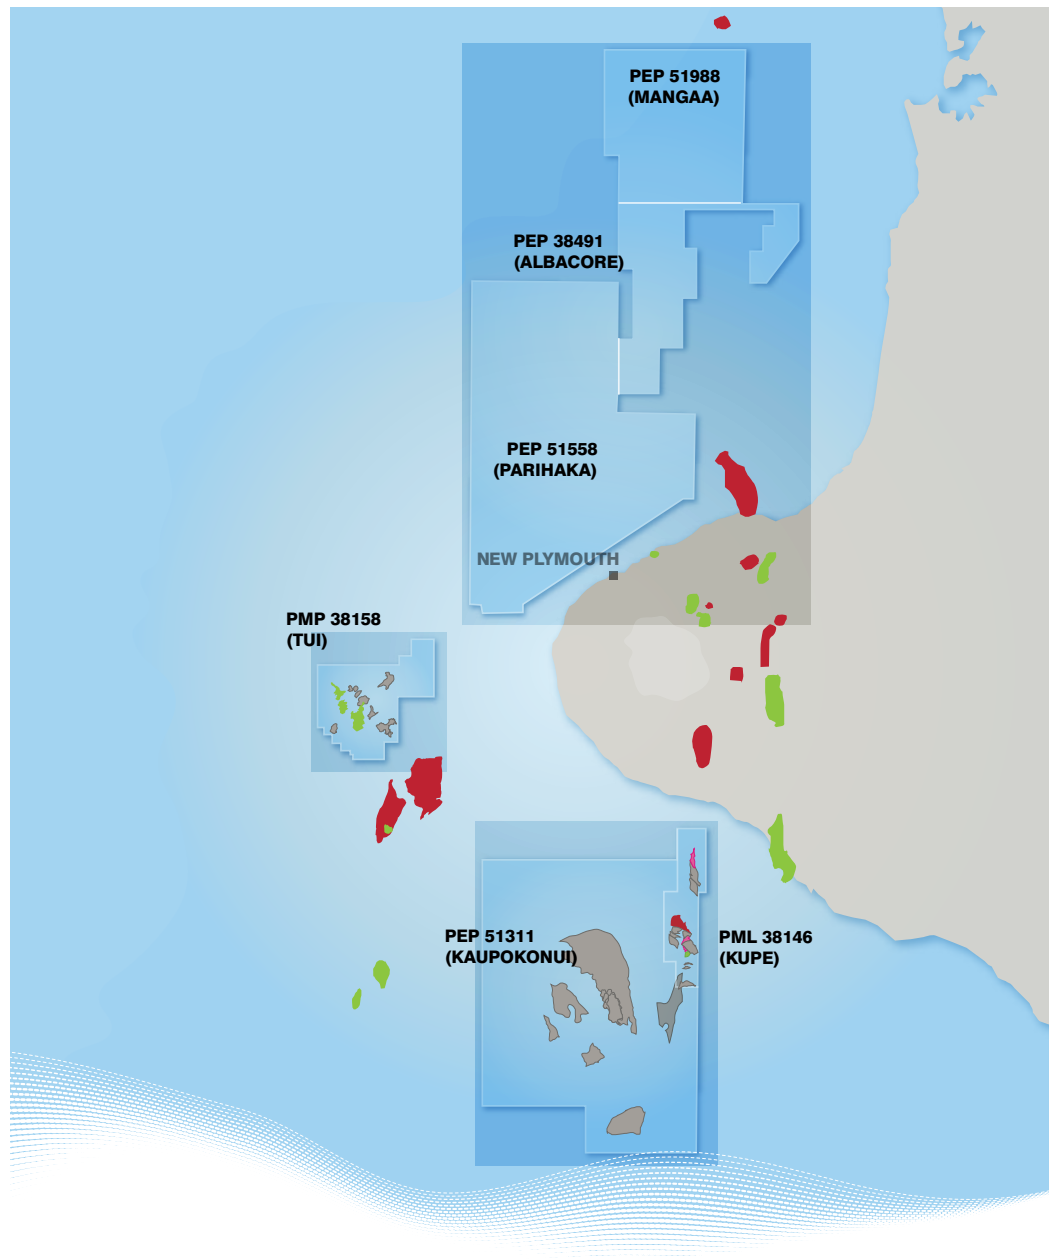 PEP 51988
(MANGAA)
PEP 38491
(ALBACORE)
PEP 51558
(PARIHAKA)
NEW PLYMOUTH
PMP 38158
(TUI)
PEP 51311
(KAUPOKONUI)
PML 38146
(KUPE)